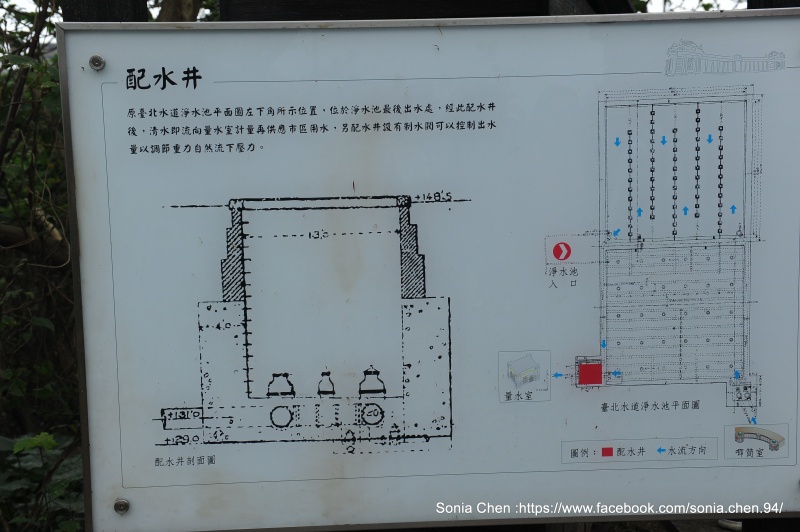 配水井
原臺北水道淨水池平面圖左下角所示位置，位於淨水池最後出水處，經此配水井
後，清水即流向量水室計量再供應市區用水，另配水井設有制水閥可以控制出水
量以調節重力自然流下壓力。
+148.5
13.0
4.0
+131.0
+129.0
配水井剖面圖
淨水池
入口
量水室
臺北水道淨水池平面圖
圖例：配水井 水流方向
唧筒室
Sonia Chen :https://www.facebook.com/sonia.chen.94/